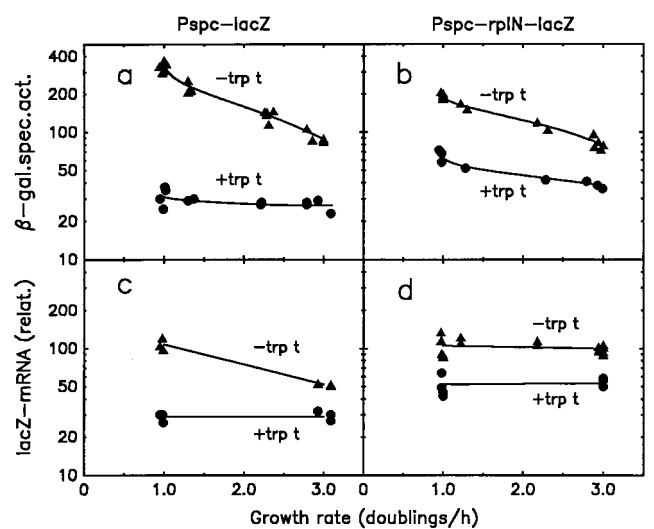 Pspc-lacZ Pspc-rplN-lacZ
β-gal.spec.act.
400
200
100
50
20
10
a
-trp t
+trp t
b
-trp t
+trp t
lacZ-mRNA (relat.)
200
100
50
20
10
c
-trp t
+trp t
d
-trp t
+trp t
0 1.0 2.0 3.0 0 1.0 2.0 3.0
Growth rate (doublings/h)